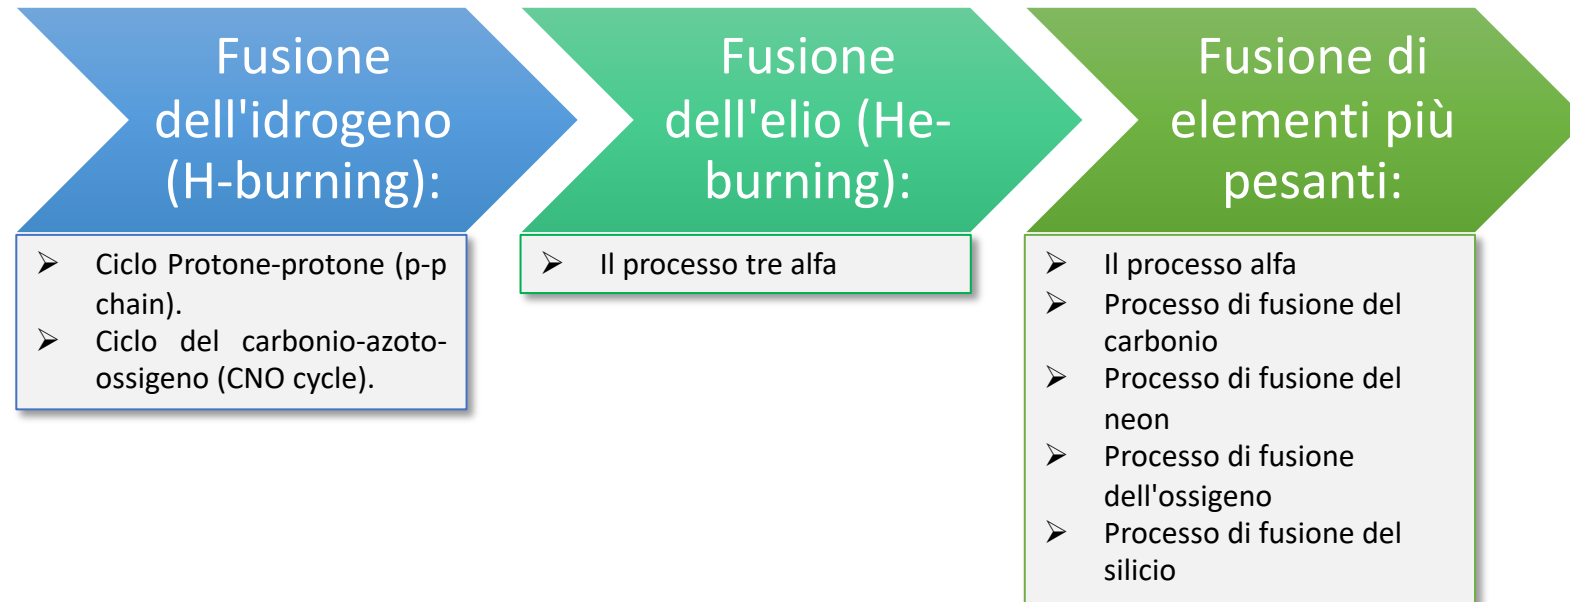 Fusione
dell'idrogeno
(H-burning):
➢ Ciclo Protone-protone (p-p
chain).
➢ Ciclo del carbonio-azoto-
ossigeno (CNO cycle).
Fusione
dell'elio (He-
burning):
➢ Il processo tre alfa
Fusione di
elementi più
pesanti:
➢ Il processo alfa
➢ Processo di fusione del
carbonio
➢ Processo di fusione del
neon
➢ Processo di fusione
dell'ossigeno
➢ Processo di fusione del
silicio